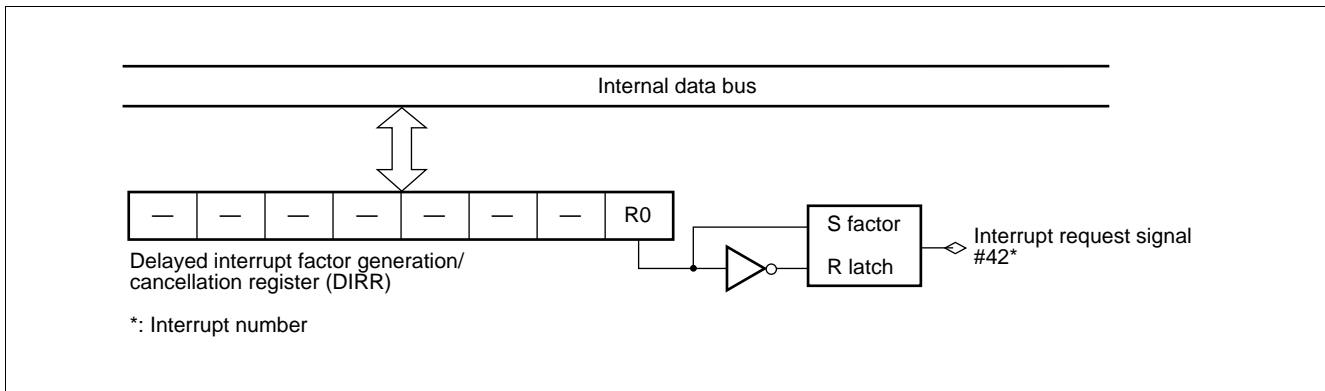 Internal data bus
— — — — — — — R0
S factor
R latch
Interrupt request signal
#42*
Delayed interrupt factor generation/
cancellation register (DIRR)
*: Interrupt number